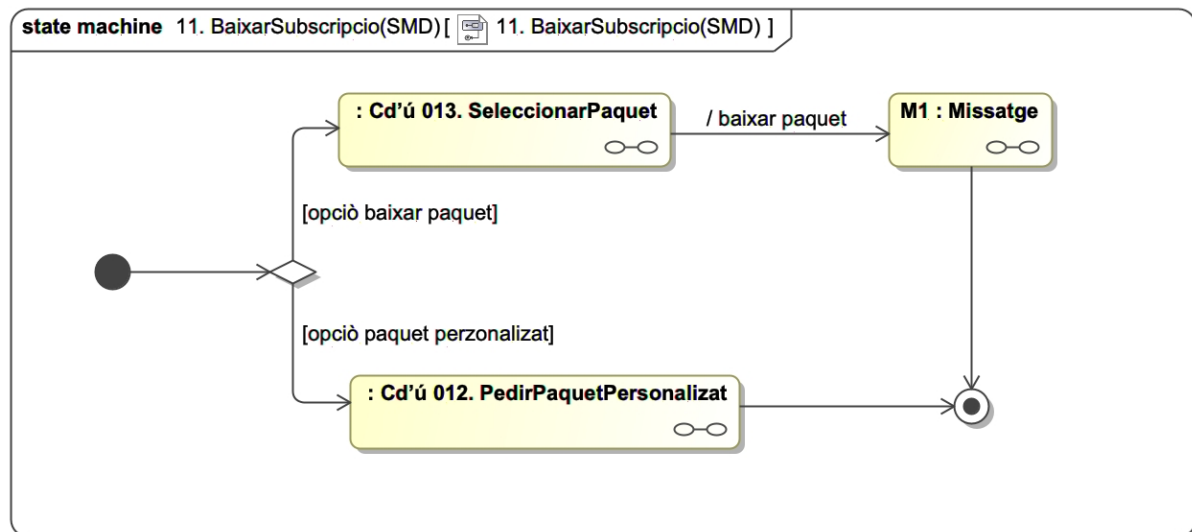 state machine 11. BaixarSubscripcio(SMD)[ 11. BaixarSubscripcio(SMD) ]
: Cd'ú 013. SeleccionarPaquet
/ baixar paquet
M1 : Missatge
[opciò baixar paquet]
[opciò paquet perzonalizat]
: Cd'ú 012. PedirPaquetPersonalizat